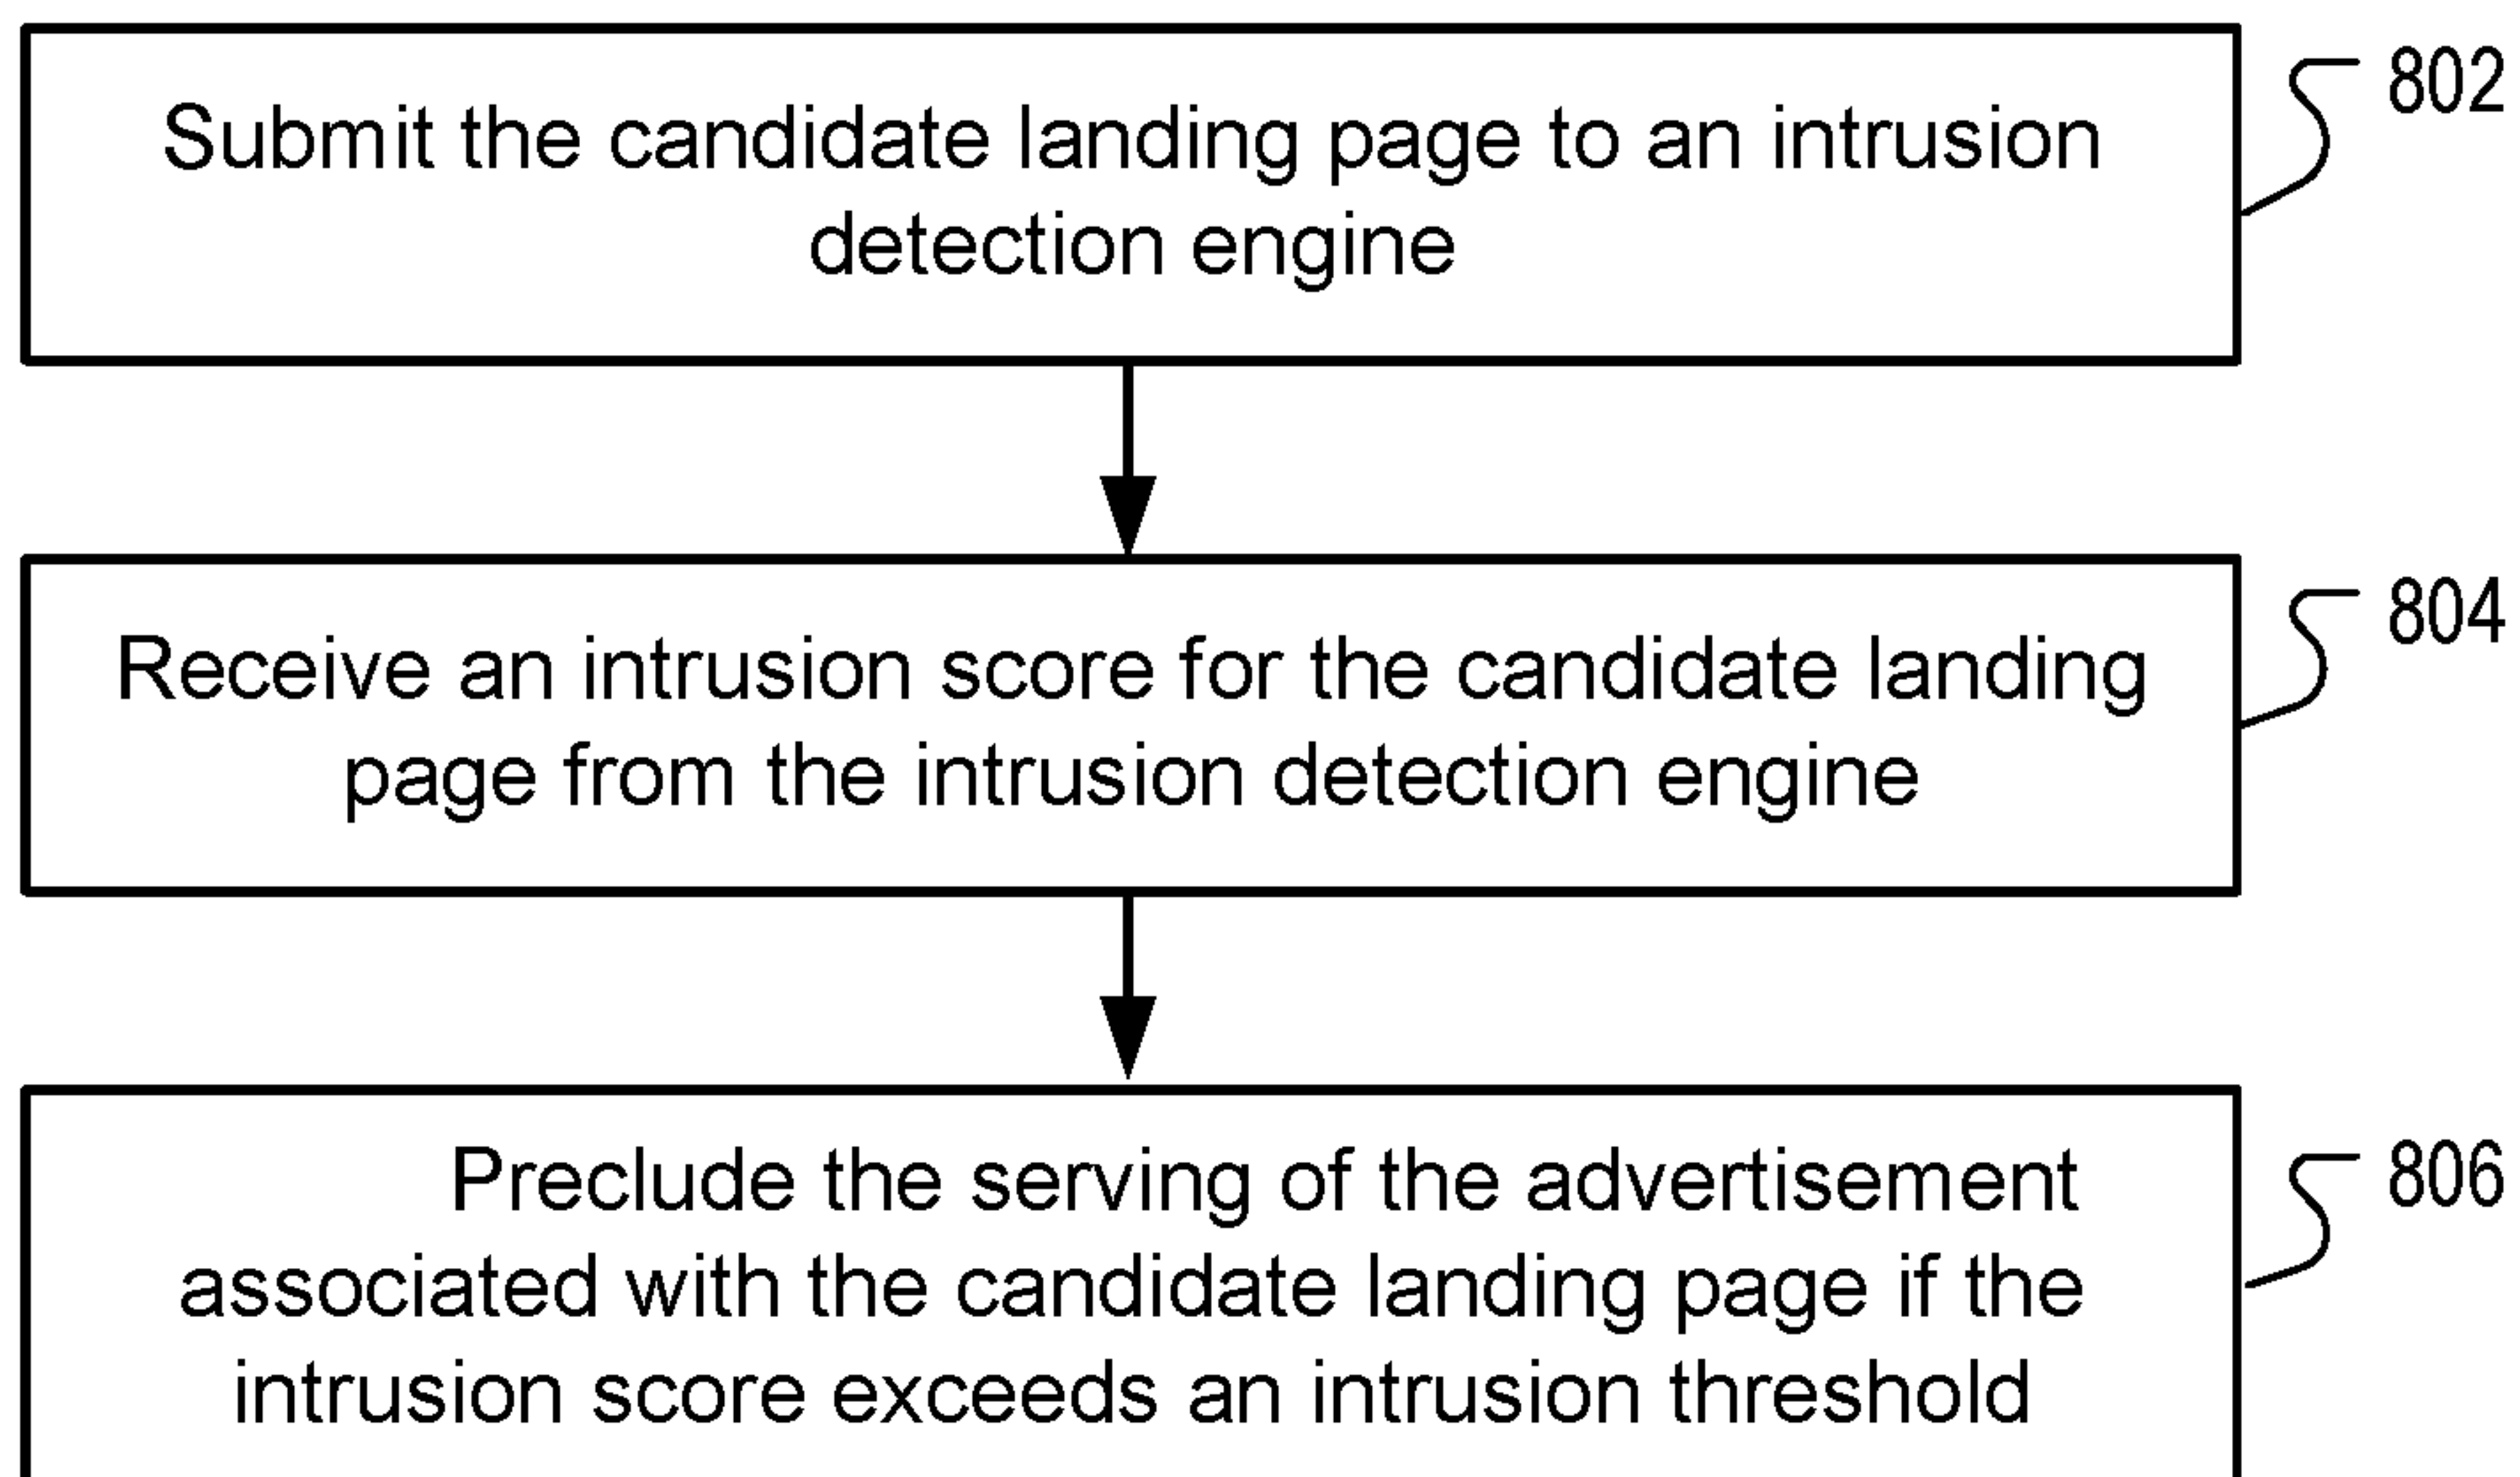 Submit the candidate landing page to an intrusion
detection engine
802
Receive an intrusion score for the candidate landing
page from the intrusion detection engine
804
Preclude the serving of the advertisement
associated with the candidate landing page if the
intrusion score exceeds an intrusion threshold
806